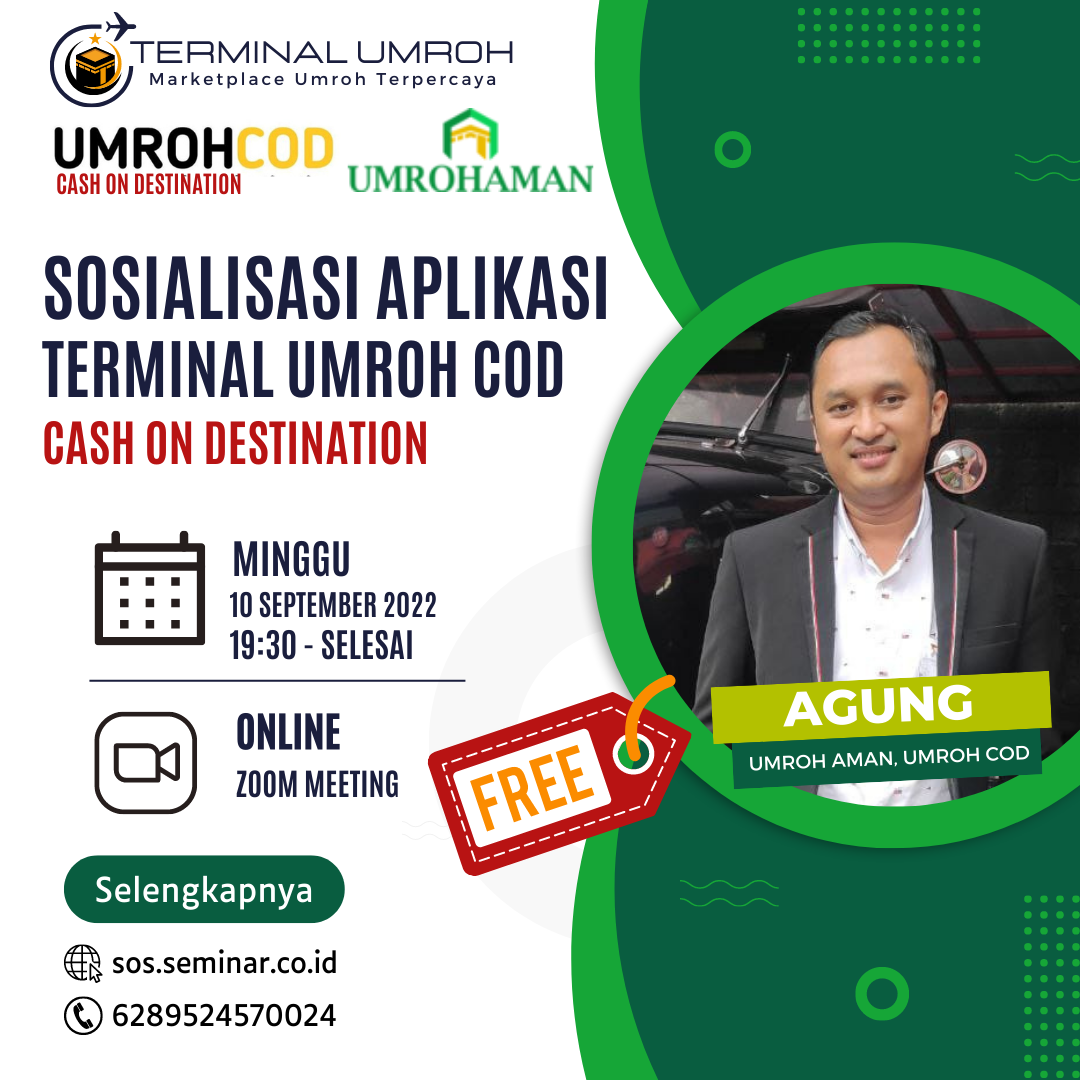 TERMINAL UMROH
Marketplace Umroh Terpercaya
UMROHCOD
CASH ON DESTINATION
UMROHAMAN
SOSIALISASI APLIKASI
TERMINAL UMROH COD
CASH ON DESTINATION
MINGGU
10 SEPTEMBER 2022
19:30 - SELESAI
ONLINE
ZOOM MEETING
FREE
AGUNG
UMROH AMAN, UMROH COD
Selengkapnya
sos.seminar.co.id
6289524570024